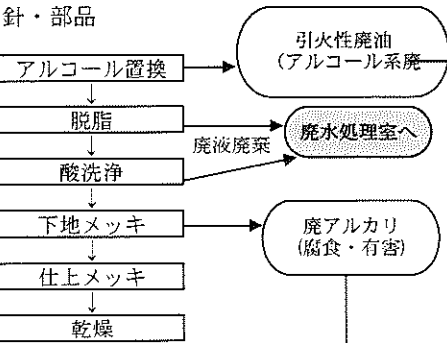 針・部品
引火性廃油
(アルコール系廃
アルコール置換
脱脂
廃水処理室へ
廃液廃棄
酸洗浄
下地メッキ
廃アルカリ
(腐食・有害)
仕上メッキ
乾燥